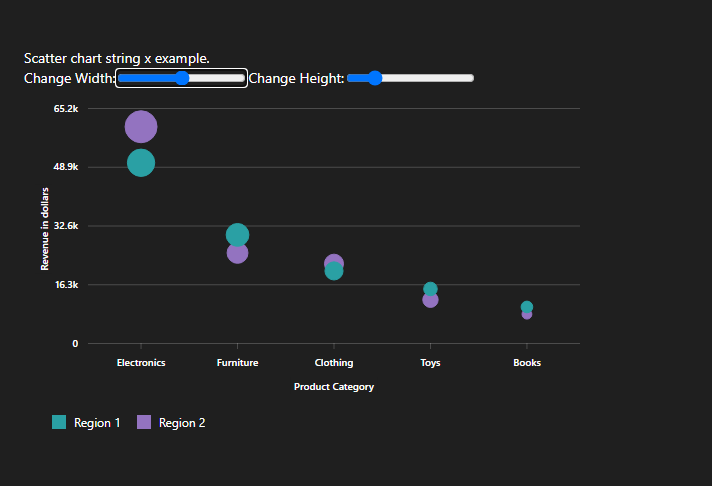 Scatter chart string x example.
Change Width: Change Height:
65.2k
48.9k
32.6k
16.3k
0
Revenue in dollars
Electronics Furniture Clothing Toys Books
Product Category
Region 1 Region 2